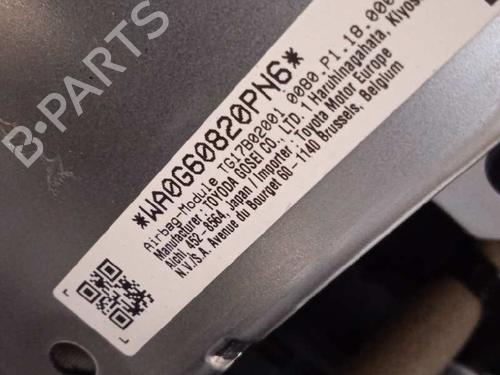 *WA0G60820PN6*
Airbag-Module TG17B02001 0080.P1.18.000
Manufacturer: TOYODA GOSEI CO., LTD. 1 Haruhinagahata, Kiyos
Aichi 452-8564, Japan / Importer: Toyota Motor Europe
N.V./S.A. Avenue du Bourget 60 - 1140 Brussels, Belgium
B-PARTS